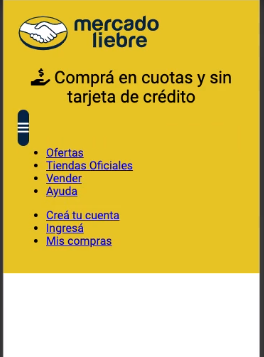 mercado
liebre
Comprá en cuotas y sin
tarjeta de crédito
Ofertas
Tiendas Oficiales
Vender
Ayuda
Creá tu cuenta
Ingresá
Mis compras